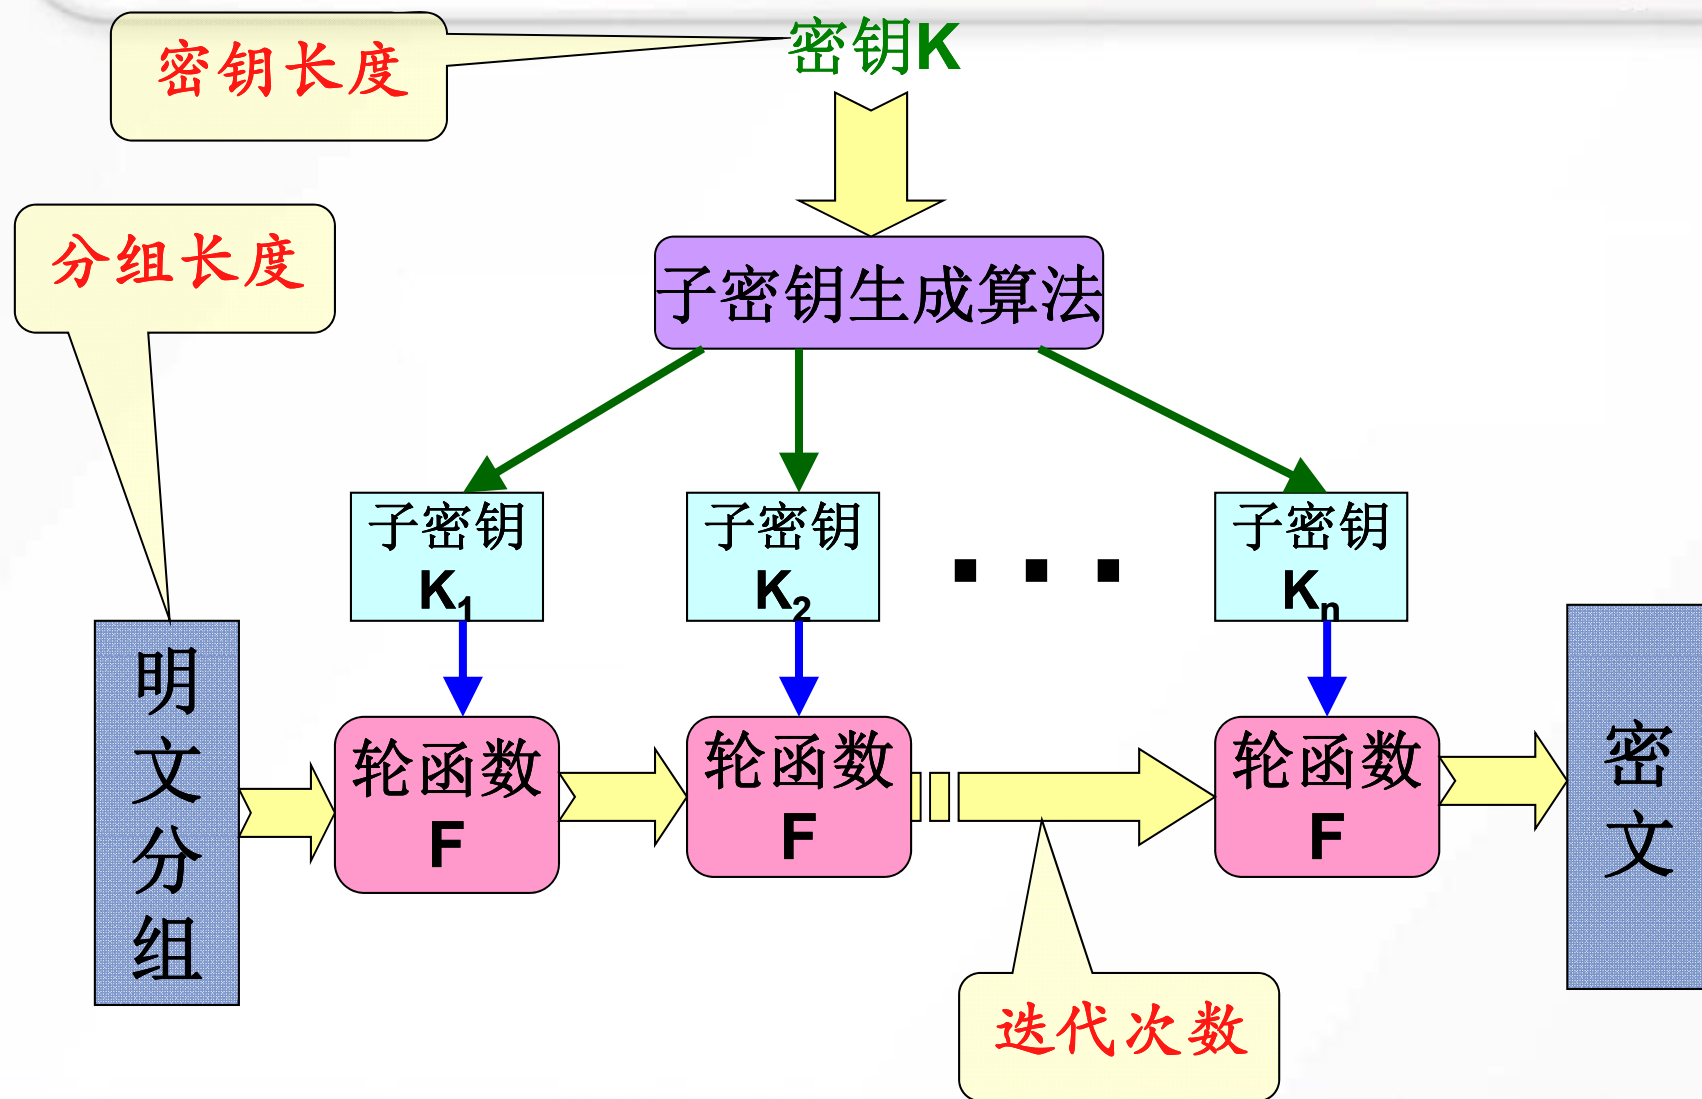 密钥长度
密钥K
分组长度
子密钥生成算法
子密钥
K1
子密钥
K2
子密钥
Kn
明
文
分
组
轮函数
F
轮函数
F
轮函数
F
密
文
迭代次数